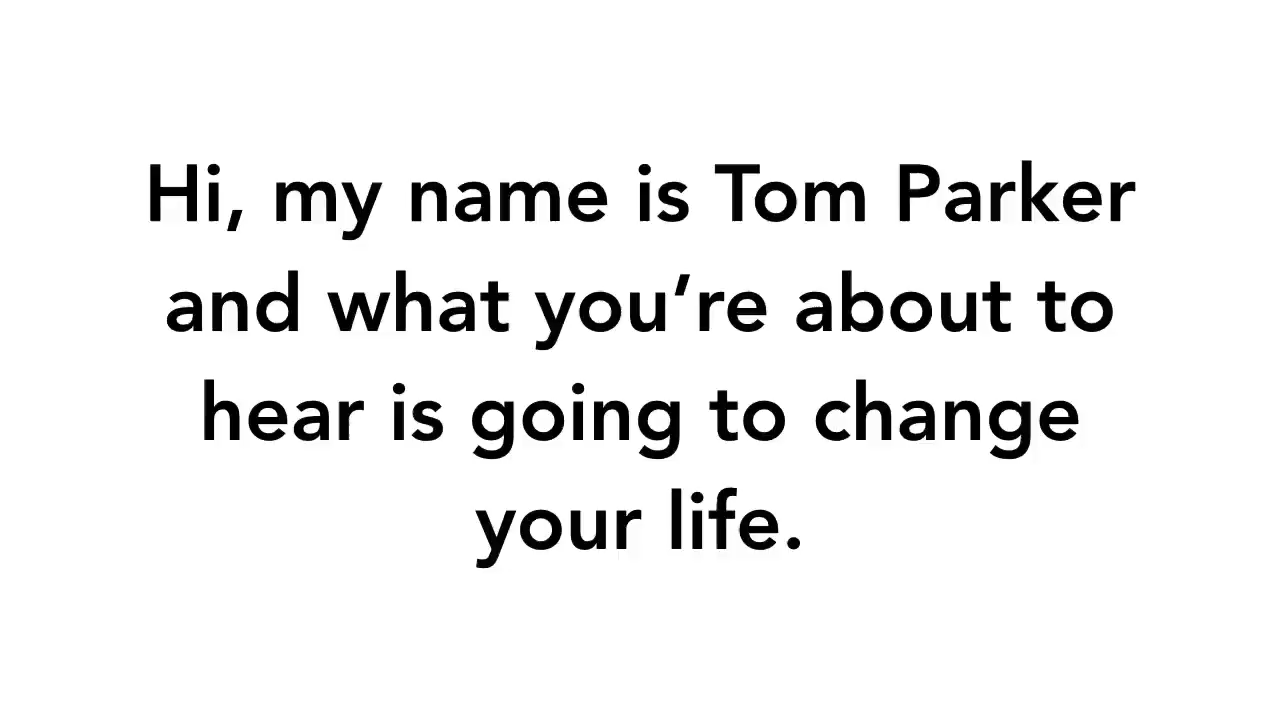 Hi, my name is Tom Parker
and what you’re about to
hear is going to change
your life.